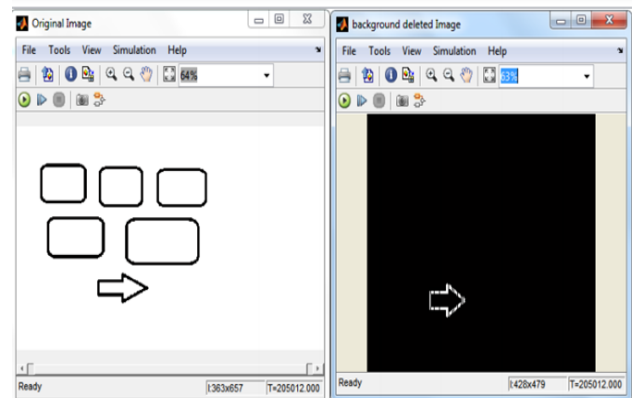 Original Image
File Tools View Simulation Help
64%
Ready
I:363x657 T=205012.000
background deleted Image
File Tools View Simulation Help
63%
Ready
I:428x479 T=205012.000